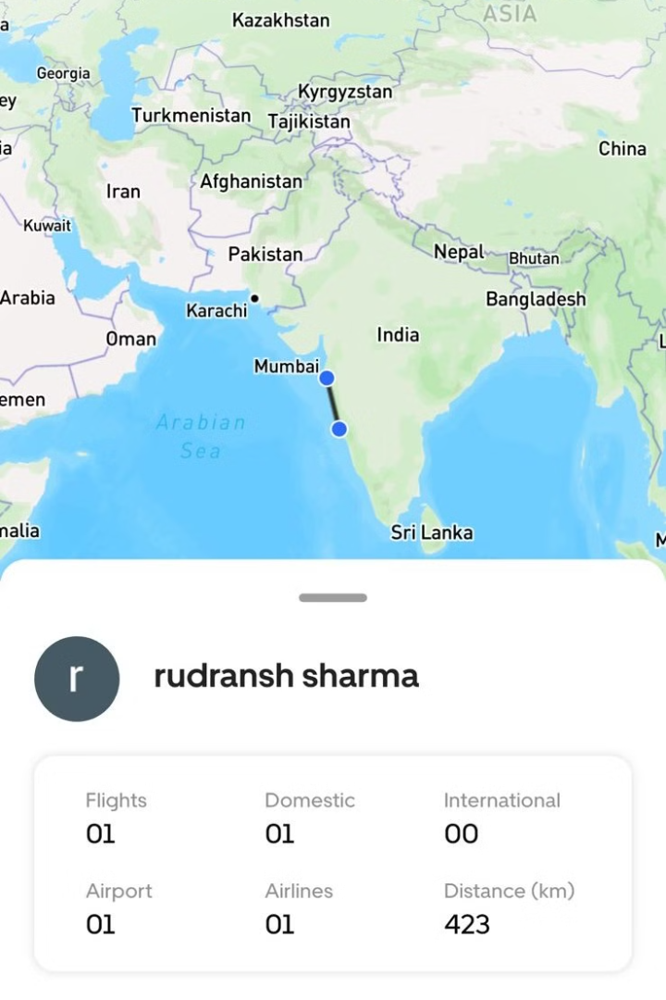 ASIA
Kazakhstan
a
Georgia
Kyrgyzstan
ey
Turkmenistan
Tajikistan
ia
China
Afghanistan
Iran
Kuwait
Pakistan
Nepal
Bhutan
Arabia
Karachi
Bangladesh
Oman
India
L
Mumbai
emen
Arabian
Sea
malia
Sri Lanka
M
r
rudransh sharma
Flights
Domestic
International
01
01
00
Airport
Airlines
Distance (km)
01
01
423